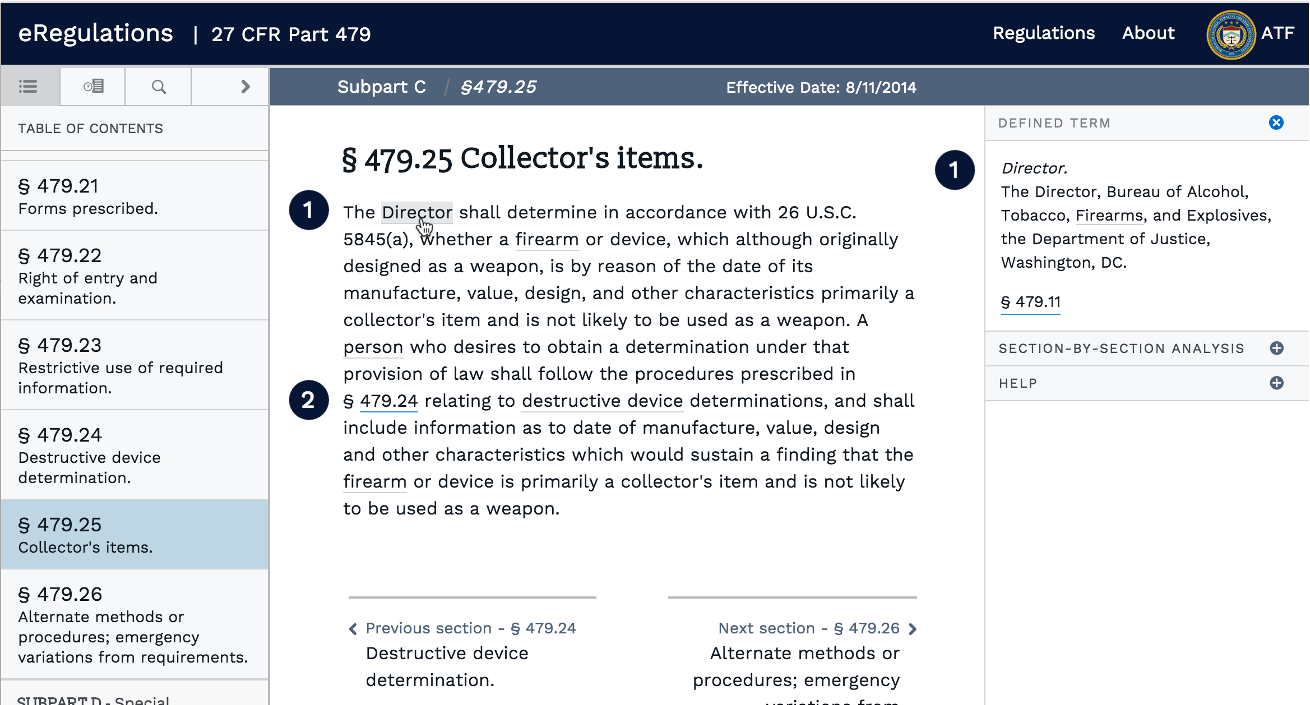 eRegulations | 27 CFR Part 479
Regulations About ATF
Subpart C / §479.25 Effective Date: 8/11/2014
TABLE OF CONTENTS
§ 479.21
Forms prescribed.
§ 479.22
Right of entry and
examination.
§ 479.23
Restrictive use of required
information.
§ 479.24
Destructive device
determination.
§ 479.25
Collector's items.
§ 479.26
Alternate methods or
procedures; emergency
variations from requirements.
SUBPART D - Special
§ 479.25 Collector's items.
1
The Director shall determine in accordance with 26 U.S.C.
5845(a), whether a firearm or device, which although originally
designed as a weapon, is by reason of the date of its
manufacture, value, design, and other characteristics primarily a
collector's item and is not likely to be used as a weapon. A
person who desires to obtain a determination under that
provision of law shall follow the procedures prescribed in
2
§ 479.24 relating to destructive device determinations, and shall
include information as to date of manufacture, value, design
and other characteristics which would sustain a finding that the
firearm or device is primarily a collector's item and is not likely
to be used as a weapon.
Previous section - § 479.24
Destructive device
determination.
Next section - § 479.26
Alternate methods or
procedures; emergency
variations from
DEFINED TERM
1
Director.
The Director, Bureau of Alcohol,
Tobacco, Firearms, and Explosives,
the Department of Justice,
Washington, DC.
§ 479.11
SECTION-BY-SECTION ANALYSIS
HELP